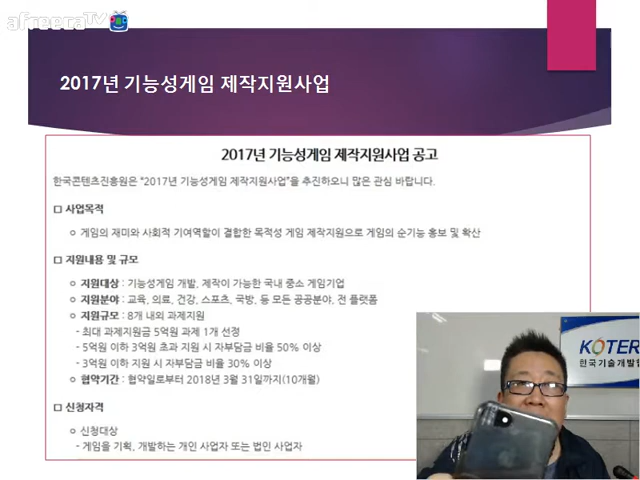 afreecaTV
2017년 기능성게임 제작지원사업
2017년 기능성게임 제작지원사업 공고
한국콘텐츠진흥원은 "2017년 기능성게임 제작지원사업"을 추진하오니 많은 관심 바랍니다.
□ 사업목적
○ 게임의 재미와 사회적 기여역할이 결합한 목적성 게임 제작지원으로 게임의 순기능 홍보 및 확산
□ 지원내용 및 규모
○ 지원대상 : 기능성게임 개발, 제작이 가능한 국내 중소 게임기업
○ 지원분야 : 교육, 의료, 건강, 스포츠, 국방, 등 모든 공공분야, 전 플랫폼
○ 지원규모 : 8개 내외 과제지원
- 최대 과제지원금 5억원 과제 1개 선정
- 5억원 이하 3억원 초과 지원 시 자부담금 비율 50% 이상
- 3억원 이하 지원 시 자부담금 비율 30% 이상
○ 협약기간 : 협약일로부터 2018년 3월 31일까지(10개월)
□ 신청자격
○ 신청대상
- 게임을 기획, 개발하는 개인 사업자 또는 법인 사업자
KOTER
한국기술개발